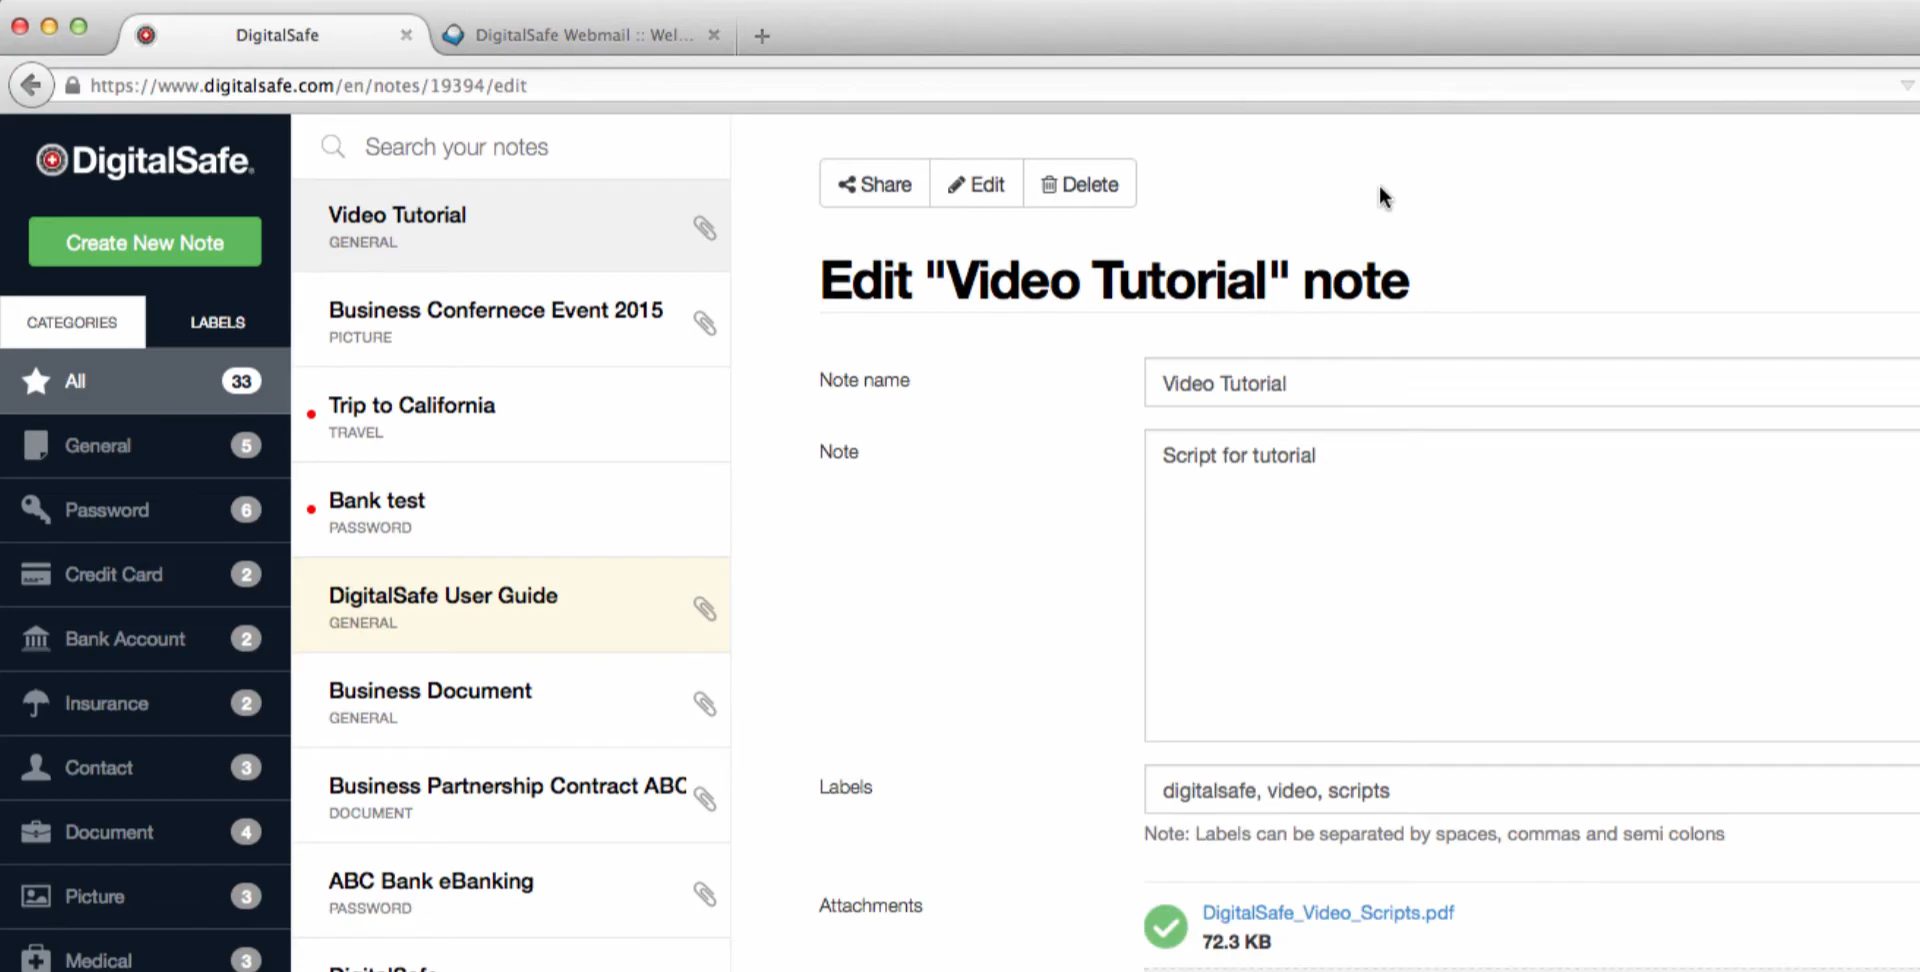 DigitalSafe
DigitalSafe Webmail :: Wel...
https://www.digitalsafe.com/en/notes/19394/edit
DigitalSafe
Create New Note
CATEGORIES
LABELS
All 33
General 5
Password 6
Credit Card 2
Bank Account 2
Insurance 2
Contact 3
Document 4
Picture 3
Medical 3
Search your notes
Video Tutorial
GENERAL
Business Confernece Event 2015
PICTURE
Trip to California
TRAVEL
Bank test
PASSWORD
DigitalSafe User Guide
GENERAL
Business Document
GENERAL
Business Partnership Contract ABC
DOCUMENT
ABC Bank eBanking
PASSWORD
DigitalSafe
Share Edit Delete
Edit "Video Tutorial" note
Note name
Video Tutorial
Note
Script for tutorial
Labels
digitalsafe, video, scripts
Note: Labels can be separated by spaces, commas and semi colons
Attachments
DigitalSafe_Video_Scripts.pdf
72.3 KB